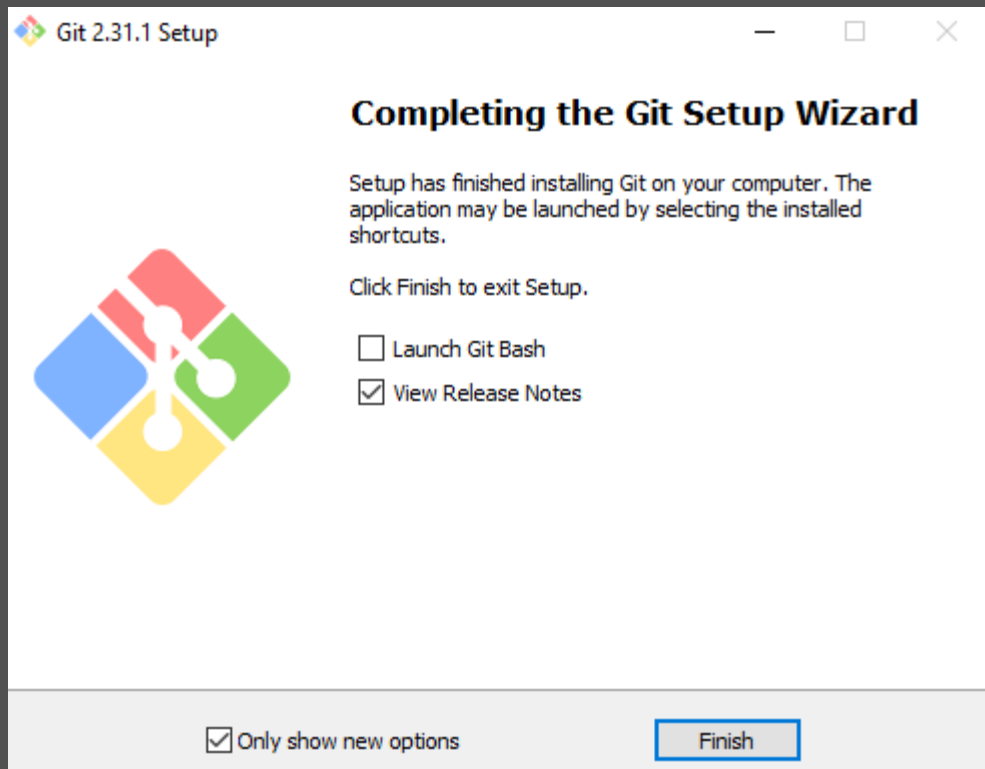 Git 2.31.1 Setup
Completing the Git Setup Wizard
Setup has finished installing Git on your computer. The
application may be launched by selecting the installed
shortcuts.
Click Finish to exit Setup.
Launch Git Bash
View Release Notes
Only show new options
Finish